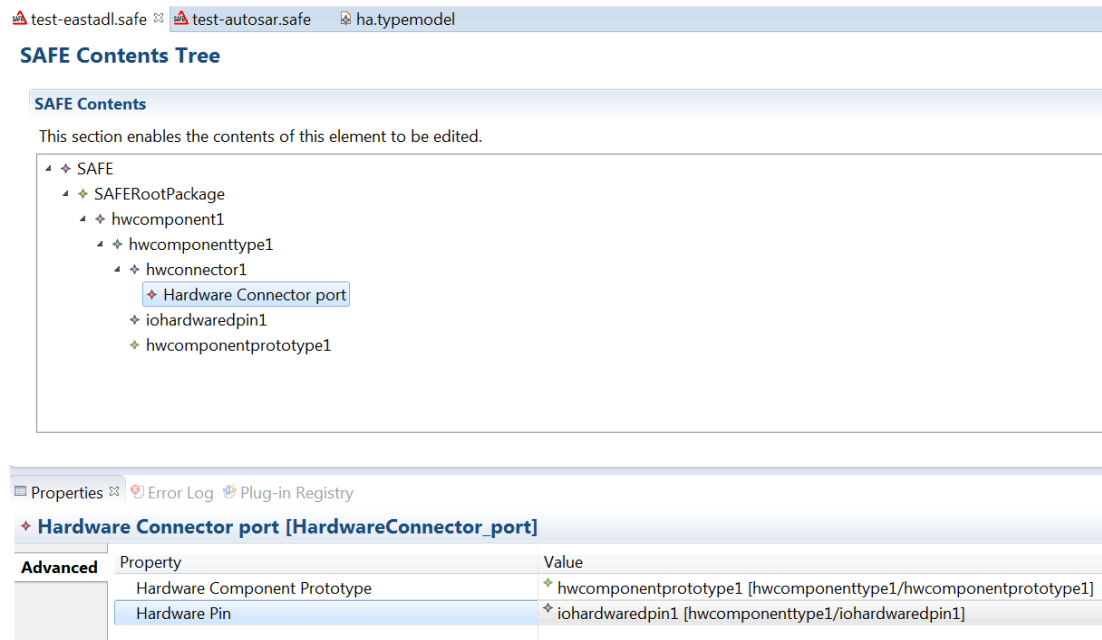 test-eastadl.safe test-autosar.safe ha.typemodel
SAFE Contents Tree
SAFE Contents
This section enables the contents of this element to be edited.
SAFE
SAFERootPackage
hwcomponent1
hwcomponenttype1
hwconnector1
Hardware Connector port
iohardwaredpin1
hwcomponentprototype1
Properties Error Log Plug-in Registry
Hardware Connector port [HardwareConnector_port]
Advanced Property Value
Hardware Component Prototype hwcomponentprototype1 [hwcomponenttype1/hwcomponentprototype1]
Hardware Pin iohardwaredpin1 [hwcomponenttype1/iohardwaredpin1]